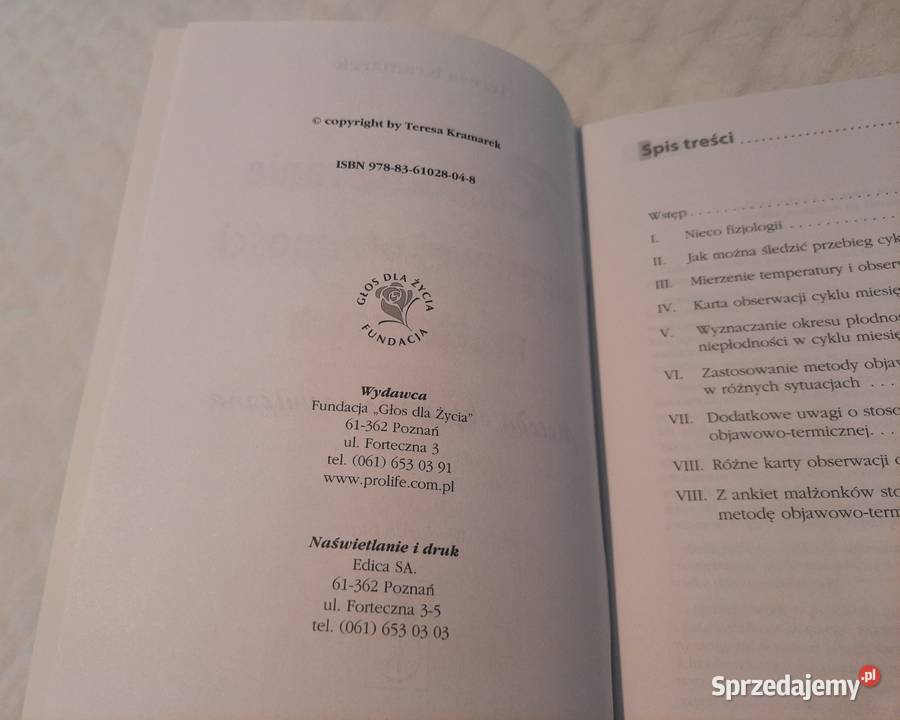 © copyright by Teresa Kramarek
ISBN 978-83-61028-04-8
GŁOS DLA ŻYCIA
FUNDACJA
Wydawca
Fundacja „Głos dla Życia"
61-362 Poznań
ul. Forteczna 3
tel. (061) 653 03 91
www.prolife.com.pl
Naświetlanie i druk
Edica SA.
61-362 Poznań
ul. Forteczna 3-5
tel. (061) 653 03 03
Spis treści
Wstęp
I. Nieco fizjologii
II. Jak można śledzić przebieg cyk
III. Mierzenie temperatury i obserw
IV. Karta obserwacji cyklu miesię
V. Wyznaczanie okresu płodnoś
niepłodności w cyklu miesię
VI. Zastosowanie metody objaw
w różnych sytuacjach
VII. Dodatkowe uwagi o stoso
objawowo-termicznej
VIII. Różne karty obserwacji c
VIII. Z ankiet małżonków sto
metodę objawowo-term
Sprzedajemy.pl